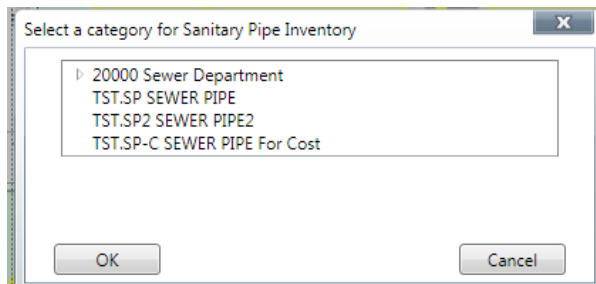 Select a category for Sanitary Pipe Inventory
20000 Sewer Department
TST.SP SEWER PIPE
TST.SP2 SEWER PIPE2
TST.SP-C SEWER PIPE For Cost
OK
Cancel